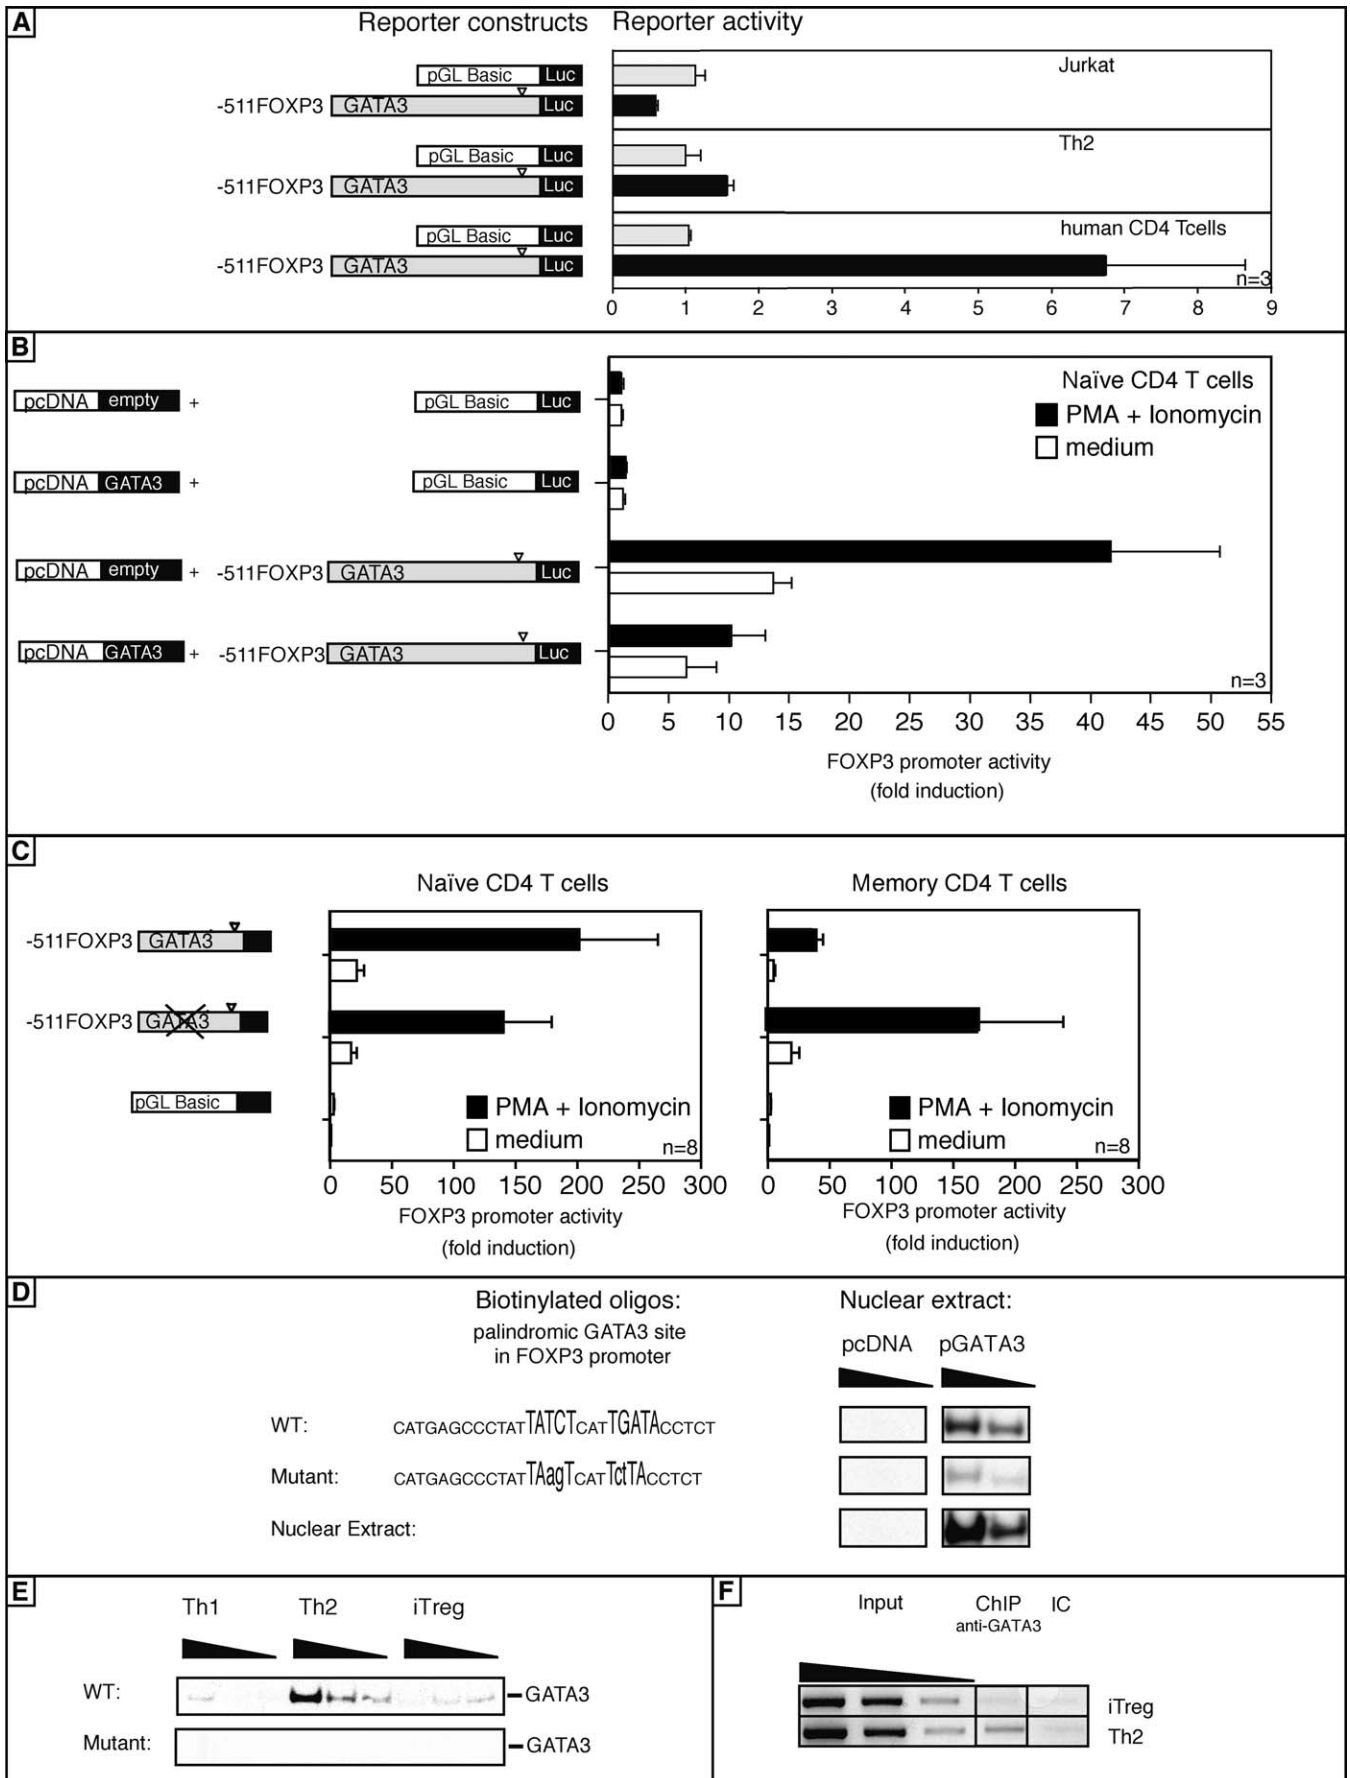 A
Reporter constructs Reporter activity
pGL Basic Luc
-511FOXP3 GATA3 Luc
Jurkat
pGL Basic Luc
-511FOXP3 GATA3 Luc
Th2
pGL Basic Luc
-511FOXP3 GATA3 Luc
human CD4 Tcells
n=3
0 1 2 3 4 5 6 7 8 9
B
Naïve CD4 T cells
PMA + Ionomycin
medium
pcDNA empty + pGL Basic Luc
pcDNA GATA3 + pGL Basic Luc
pcDNA empty + -511FOXP3 GATA3 Luc
pcDNA GATA3 + -511FOXP3 GATA3 Luc
n=3
0 5 10 15 20 25 30 35 40 45 50 55
FOXP3 promoter activity
(fold induction)
C
Naïve CD4 T cells
Memory CD4 T cells
-511FOXP3 GATA3
-511FOXP3 GATA3
pGL Basic
PMA + Ionomycin
medium
n=8
PMA + Ionomycin
medium
n=8
0 50 100 150 200 250 300
FOXP3 promoter activity
(fold induction)
0 50 100 150 200 250 300
FOXP3 promoter activity
(fold induction)
D
Biotinylated oligos:
palindromic GATA3 site
in FOXP3 promoter
Nuclear extract:
pcDNA pGATA3
WT: CATGAGCCCTATTATCTCATTGATACCTCT
Mutant: CATGAGCCCTATTAagTCATTctTACCTCT
Nuclear Extract:
E
Th1 Th2 iTreg
WT: GATA3
Mutant: GATA3
F
Input ChIP IC
anti-GATA3
iTreg
Th2